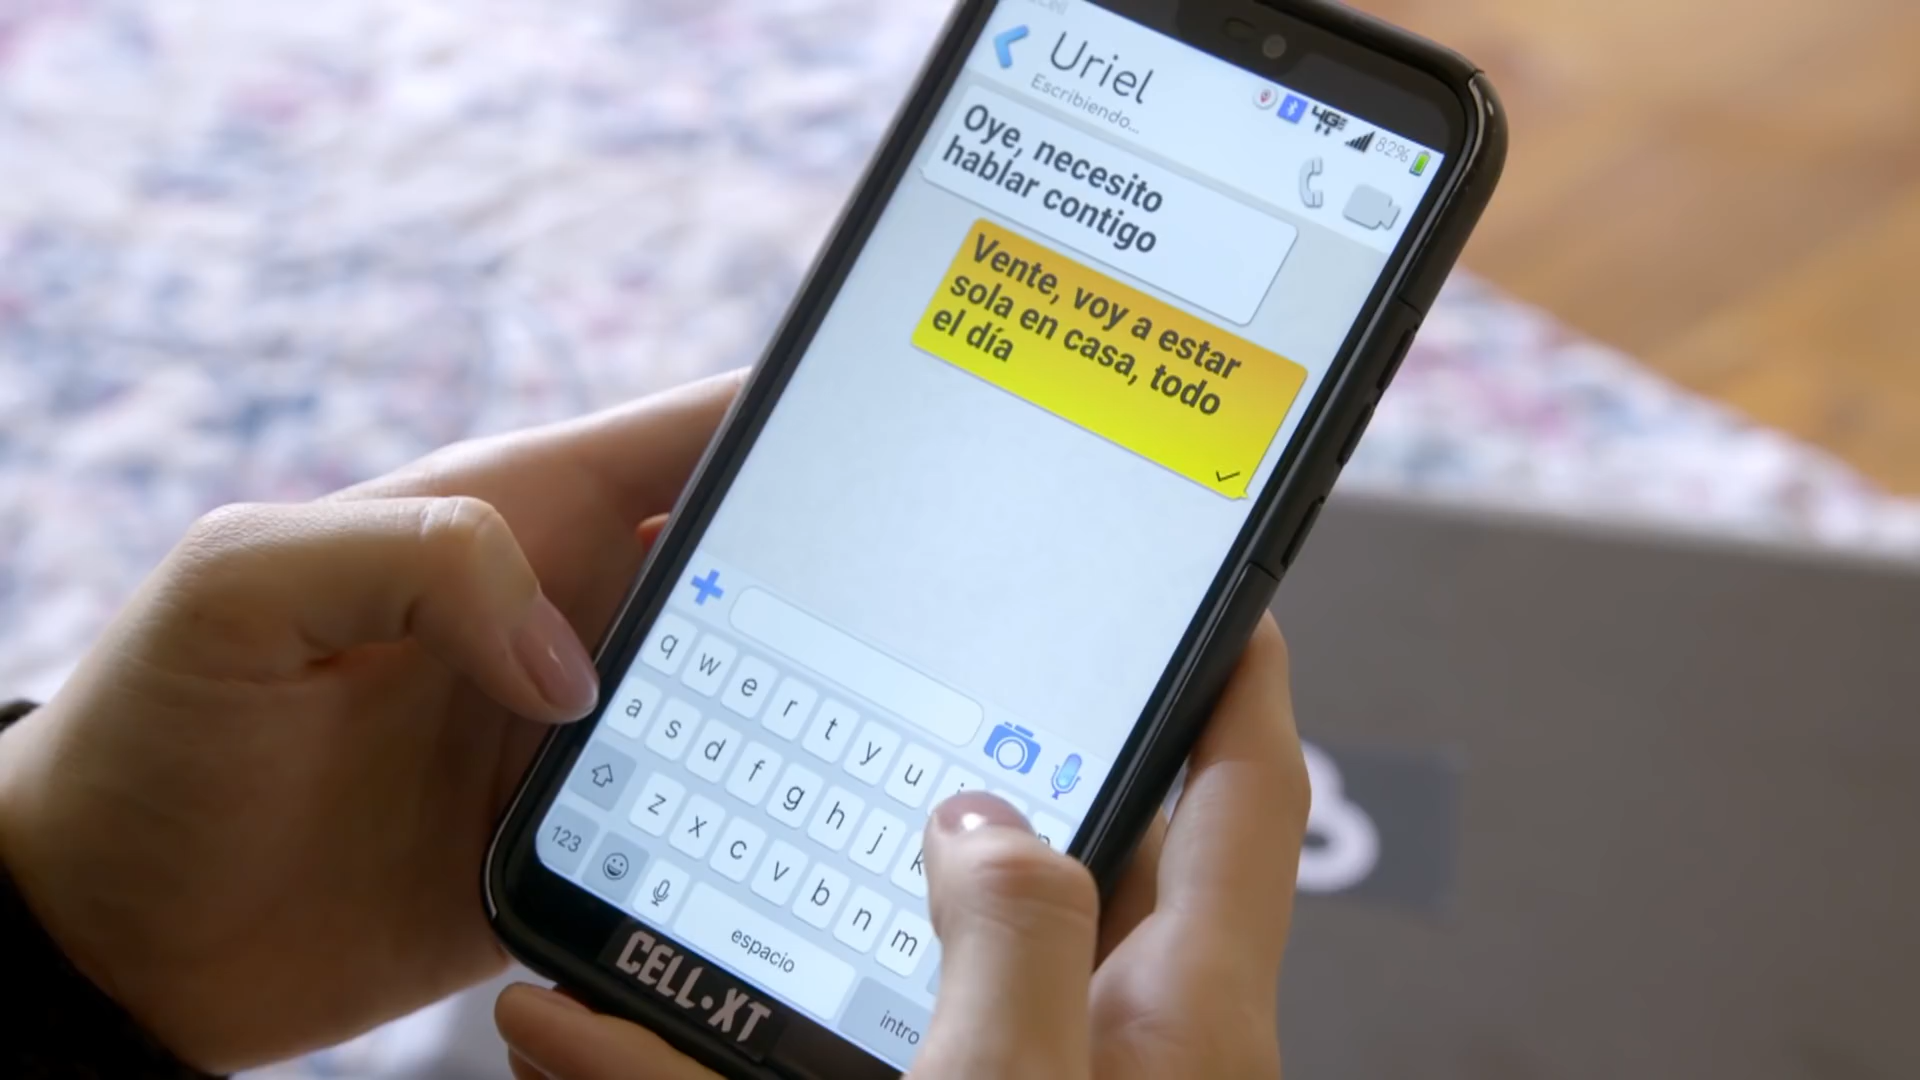 Uriel
Escribiendo...
4G
82%
Oye, necesito
hablar contigo
Vente, voy a estar
sola en casa, todo
el día
q w e r t y u
a s d f g h j k
z x c v b n m
123
espacio
intro
CELL·XT